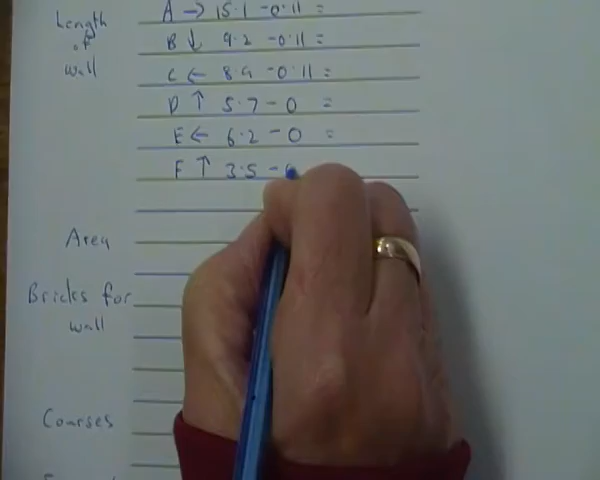 Length
of
wall
A → 15.1 - 0.11 =
B ↓ 9.2 - 0.11 =
C ← 8.9 - 0.11 =
D ↑ 5.7 - 0 =
E ← 6.2 - 0 =
F ↑ 3.5 -
Area
Bricks for
wall
Courses